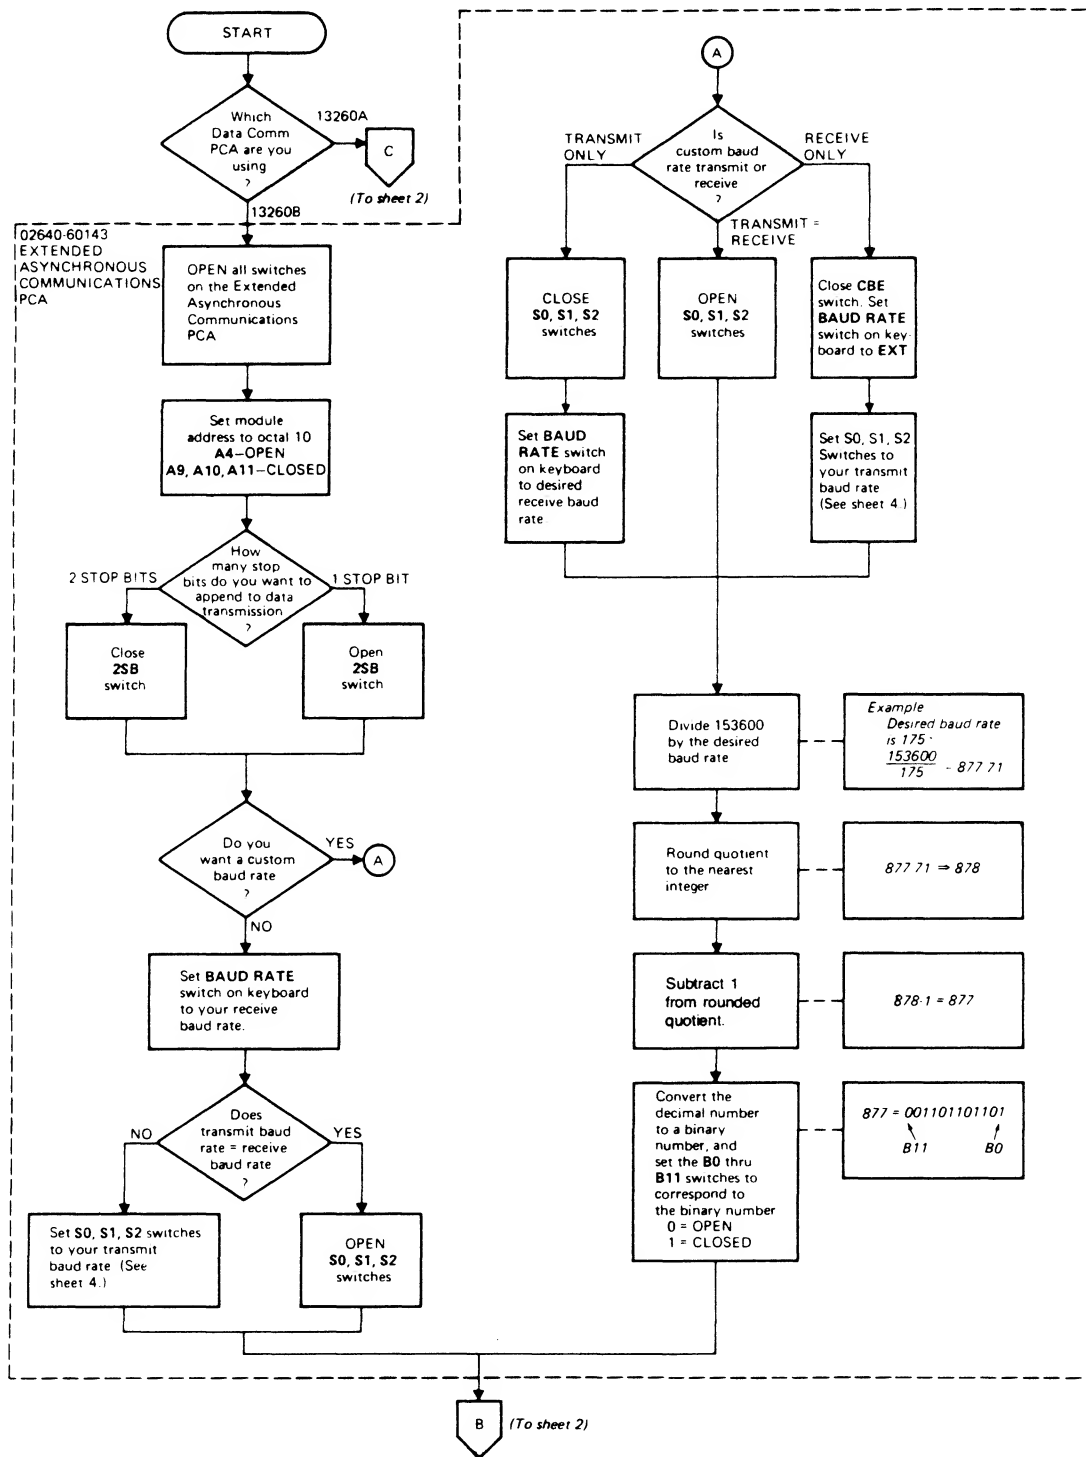 START
Which
Data Comm
PCA are you
using
?
13260A
C
(To sheet 2)
13260B
02640-60143
EXTENDED
ASYNCHRONOUS
COMMUNICATIONS
PCA
OPEN all switches
on the Extended
Asynchronous
Communications
PCA
Set module
address to octal 10
A4–OPEN
A9, A10, A11–CLOSED
How
many stop
bits do you want to
append to data
transmission
?
2 STOP BITS
1 STOP BIT
Close
2SB
switch
Open
2SB
switch
Do you
want a custom
baud rate
?
YES
A
NO
Set BAUD RATE
switch on keyboard
to your receive
baud rate.
Does
transmit baud
rate = receive
baud rate
?
NO
YES
Set S0, S1, S2 switches
to your transmit
baud rate (See
sheet 4.)
OPEN
S0, S1, S2
switches
A
Is
custom baud
rate transmit or
receive
?
TRANSMIT
ONLY
RECEIVE
ONLY
TRANSMIT =
RECEIVE
CLOSE
S0, S1, S2
switches
OPEN
S0, S1, S2
switches
Close CBE
switch. Set
BAUD RATE
switch on key-
board to EXT
Set BAUD
RATE switch
on keyboard
to desired
receive baud
rate
Set S0, S1, S2
Switches to
your transmit
baud rate
(See sheet 4.)
Divide 153600
by the desired
baud rate
Example
Desired baud rate
is 175·
153600
175
- 877 71
Round quotient
to the nearest
integer
877 71 ⇒ 878
Subtract 1
from rounded
quotient.
878-1 = 877
Convert the
decimal number
to a binary
number, and
set the B0 thru
B11 switches to
correspond to
the binary number
0 = OPEN
1 = CLOSED
877 = 001101101101
B11 B0
B
(To sheet 2)